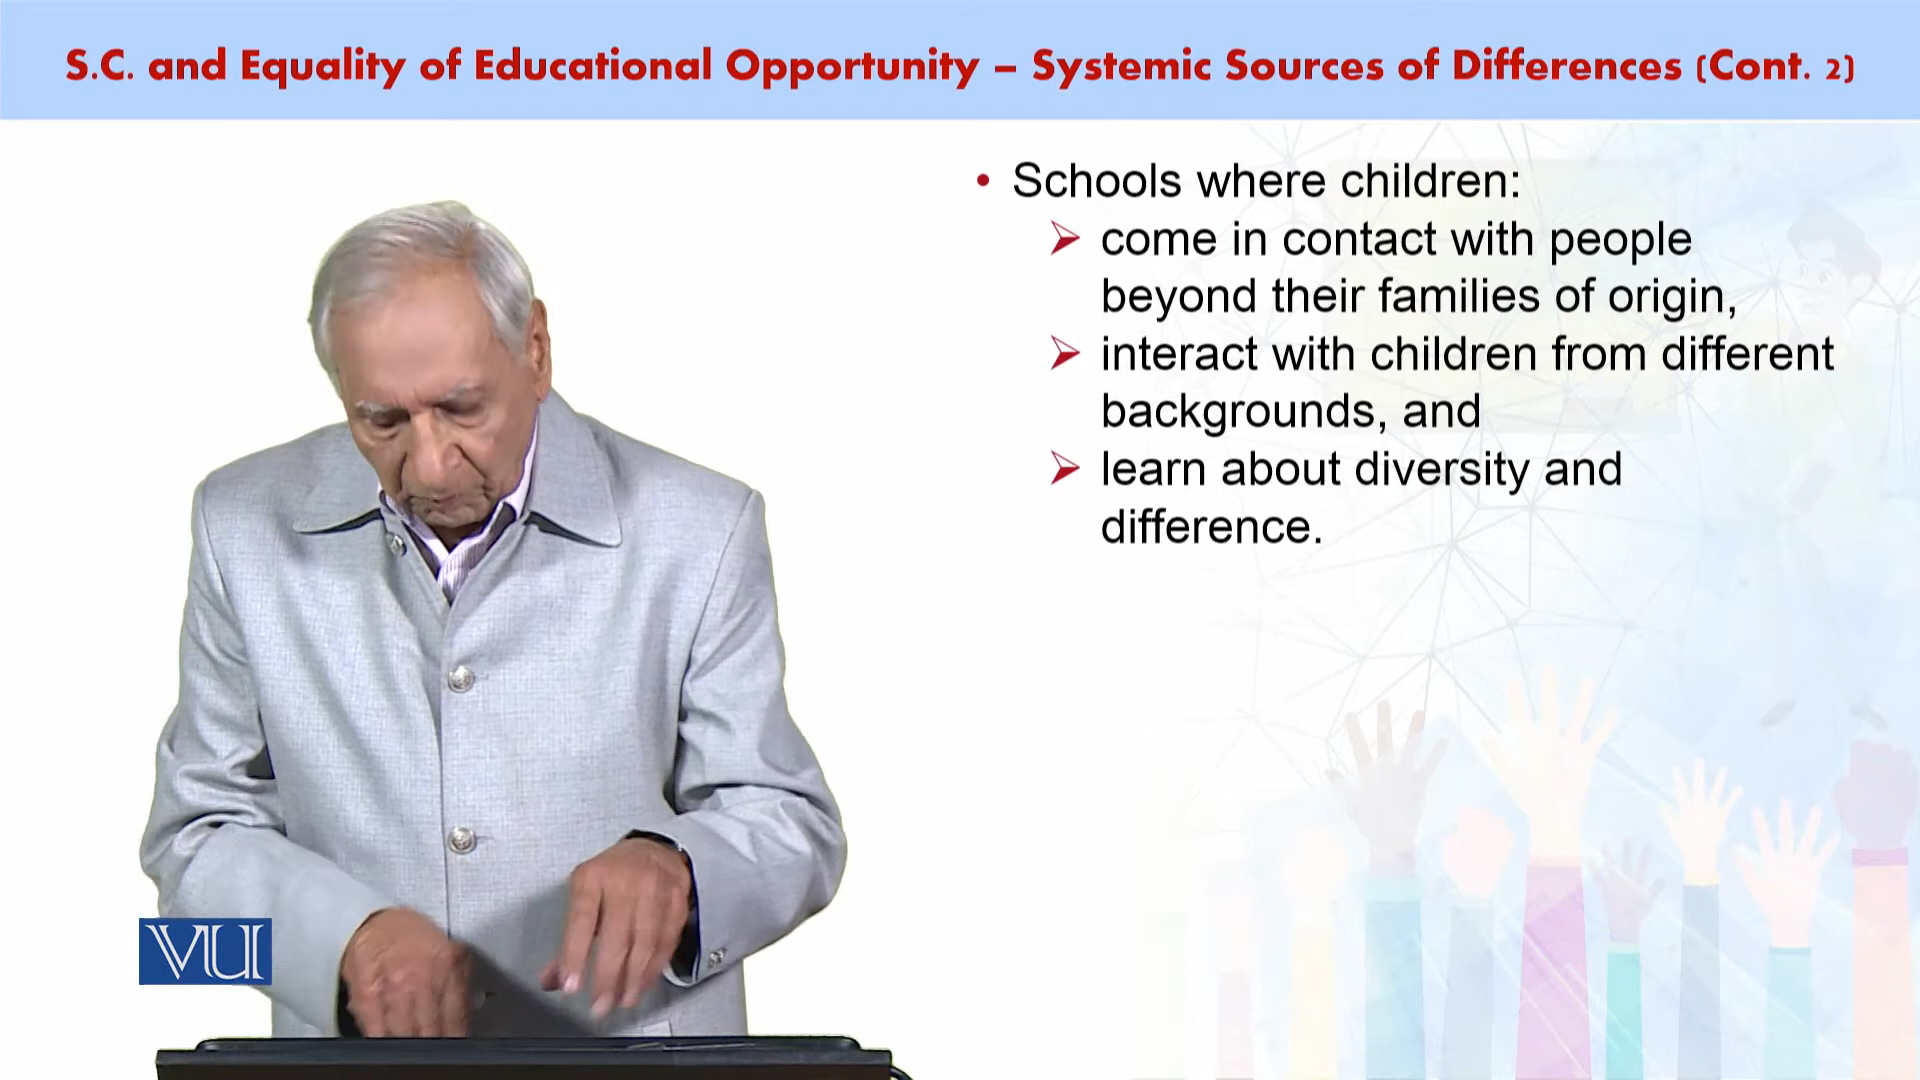 S.C. and Equality of Educational Opportunity – Systemic Sources of Differences (Cont. 2)
• Schools where children:
➢ come in contact with people
beyond their families of origin,
➢ interact with children from different
backgrounds, and
➢ learn about diversity and
difference.
VU